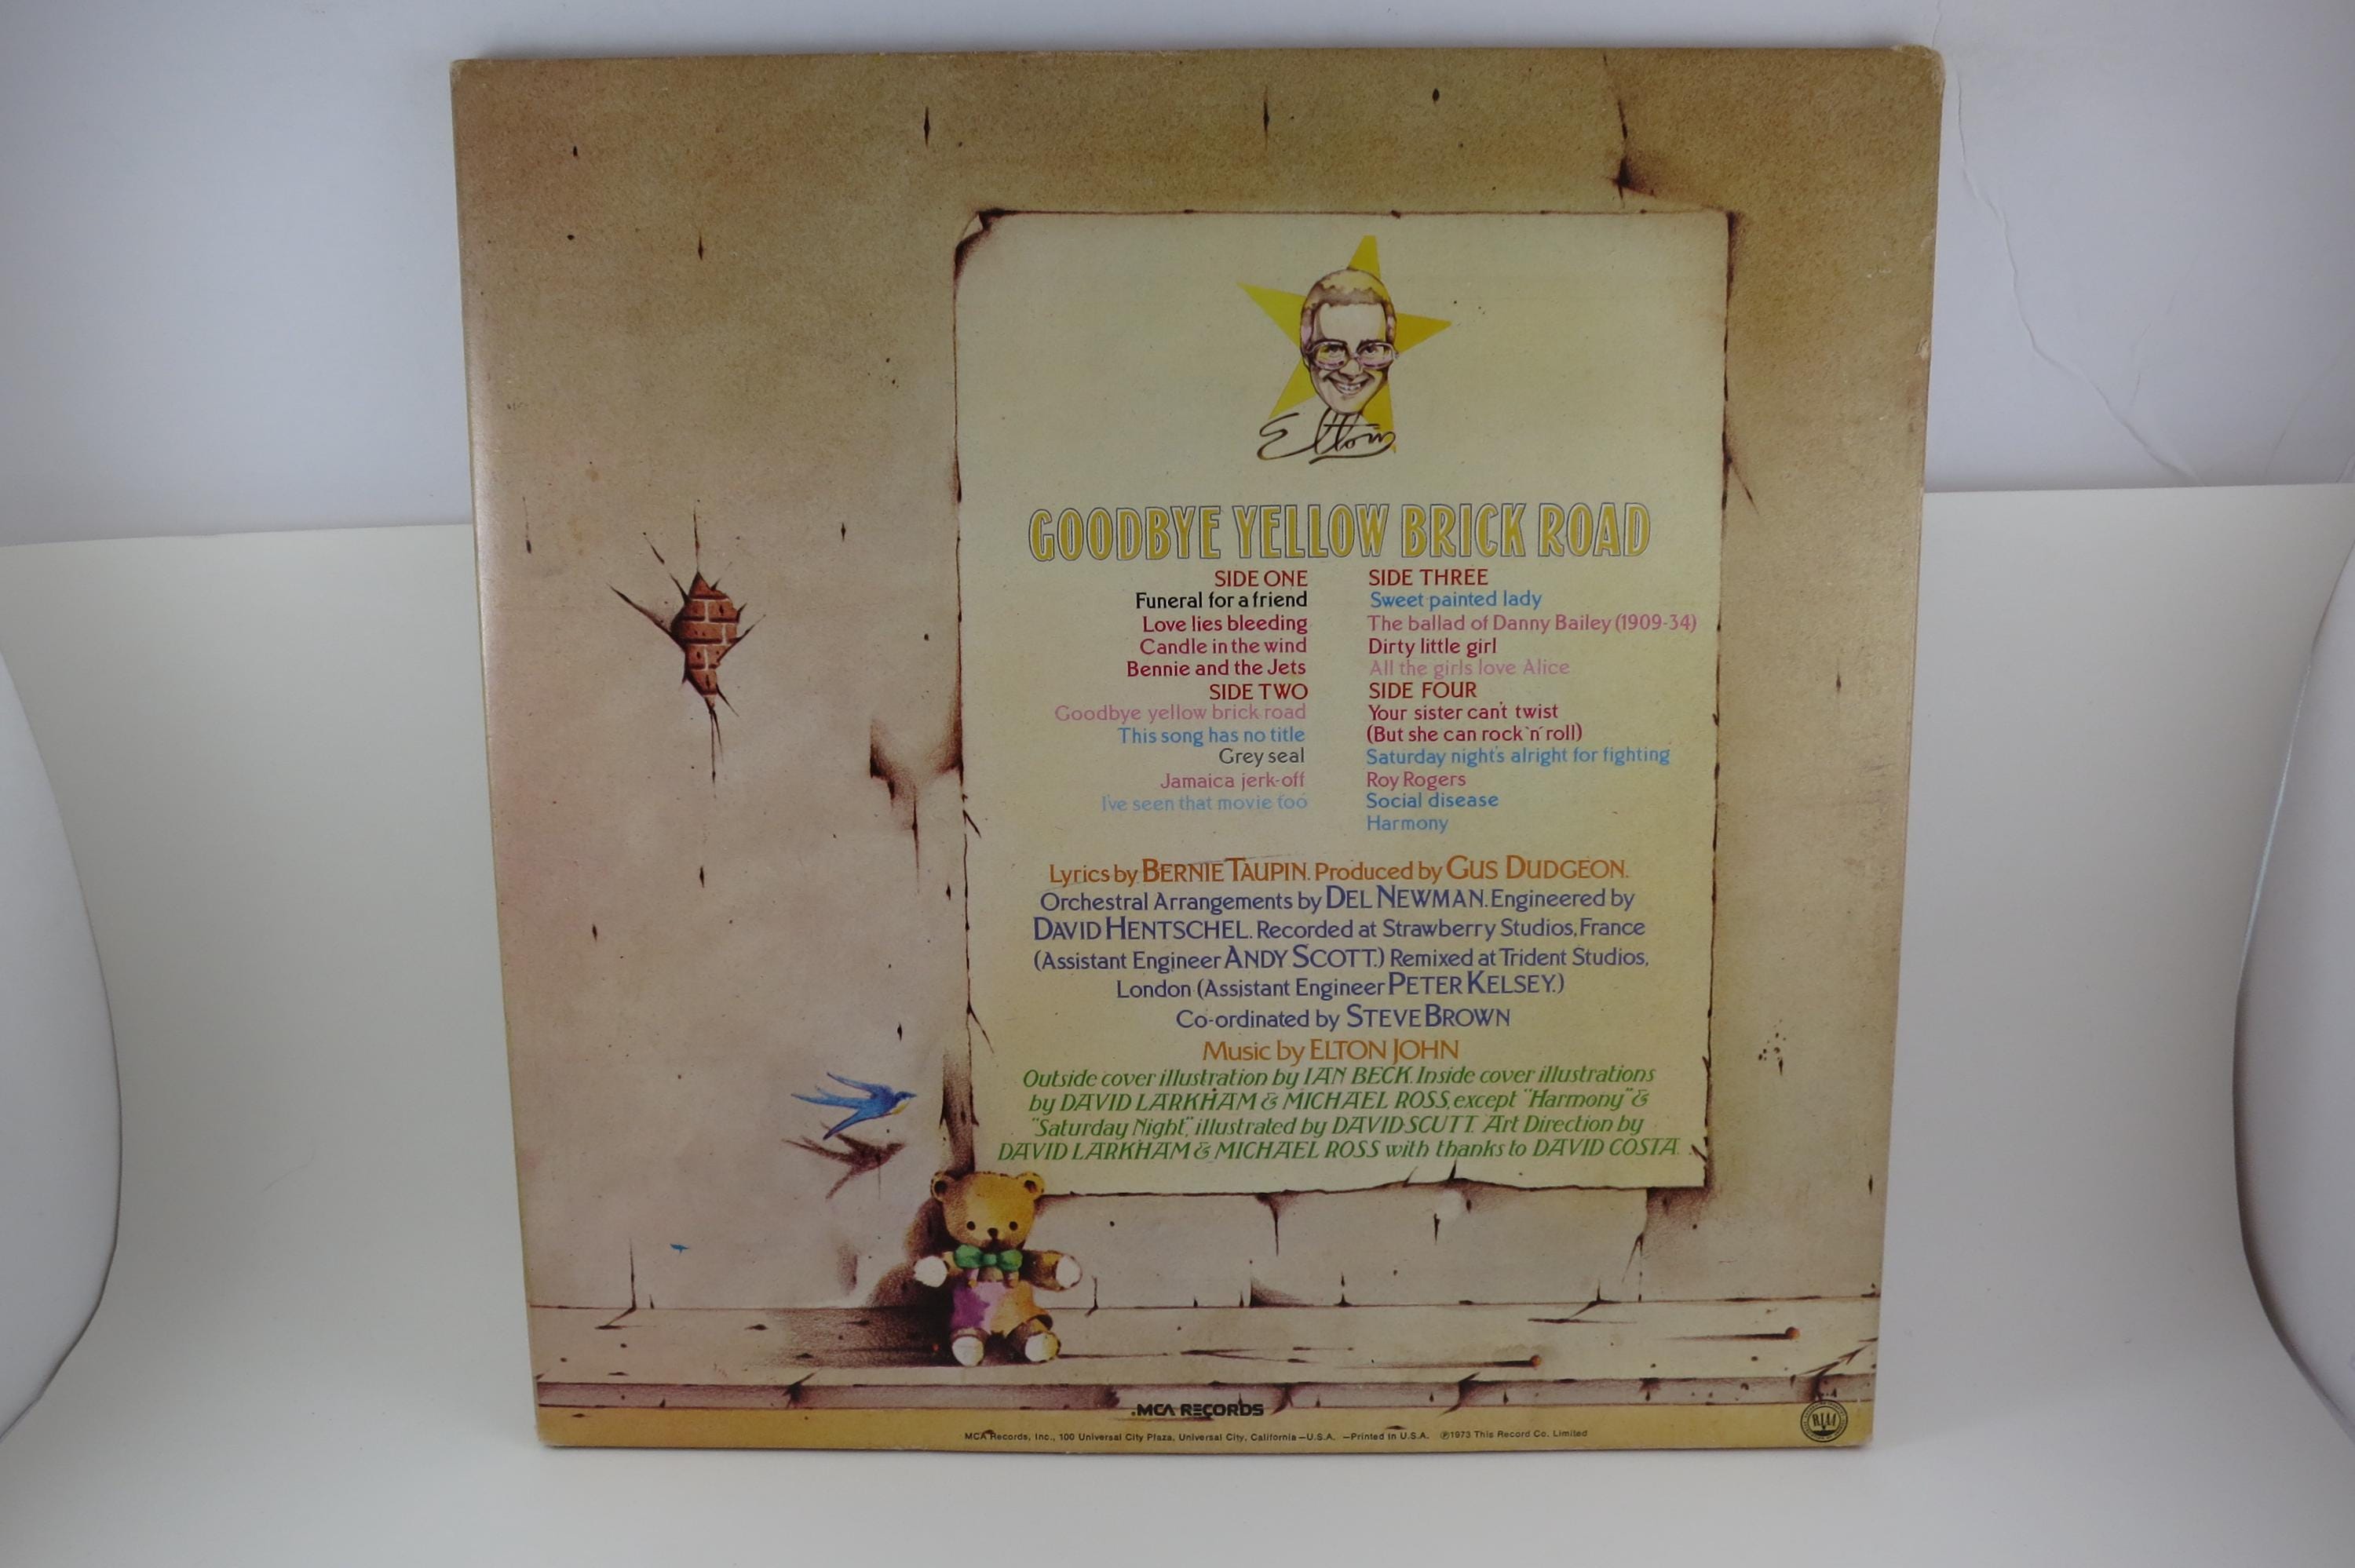 Elton
GOODBYE YELLOW BRICK ROAD
SIDE ONE
Funeral for a friend
Love lies bleeding
Candle in the wind
Bennie and the Jets
SIDE TWO
Goodbye yellow brick road
This song has no title
Grey seal
Jamaica jerk-off
I've seen that movie too
SIDE THREE
Sweet painted lady
The ballad of Danny Bailey (1909-34)
Dirty little girl
All the girls love Alice
SIDE FOUR
Your sister can't twist
(But she can rock 'n' roll)
Saturday night's alright for fighting
Roy Rogers
Social disease
Harmony
Lyrics by BERNIE TAUPIN. Produced by GUS DUDGEON.
Orchestral Arrangements by DEL NEWMAN. Engineered by
DAVID HENTSCHEL. Recorded at Strawberry Studios, France
(Assistant Engineer ANDY SCOTT.) Remixed at Trident Studios,
London (Assistant Engineer PETER KELSEY.)
Co-ordinated by STEVE BROWN
Music by ELTON JOHN
Outside cover illustration by IAN BECK. Inside cover illustrations
by DAVID LARKHAM & MICHAEL ROSS, except "Harmony" &
"Saturday Night," illustrated by DAVID SCUTT. Art Direction by
DAVID LARKHAM & MICHAEL ROSS with thanks to DAVID COSTA.
.MCA RECORDS
MCA Records, Inc., 100 Universal City Plaza, Universal City, California—U.S.A. —Printed in U.S.A. ℗1973 This Record Co. Limited
RIAA